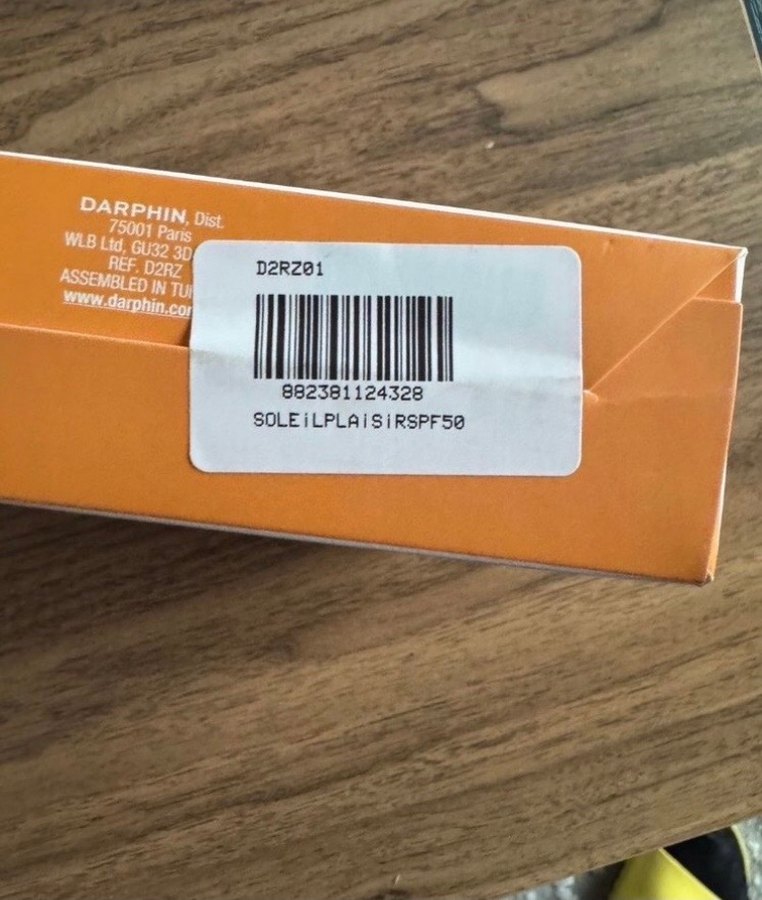 DARPHIN, Dist.
75001 Paris
WLB Ltd, GU32 3D
REF. D2RZ
ASSEMBLED IN TU
www.darphin.co
D2RZ01
882381124328
SOLEiLPLAiSiRSPF50